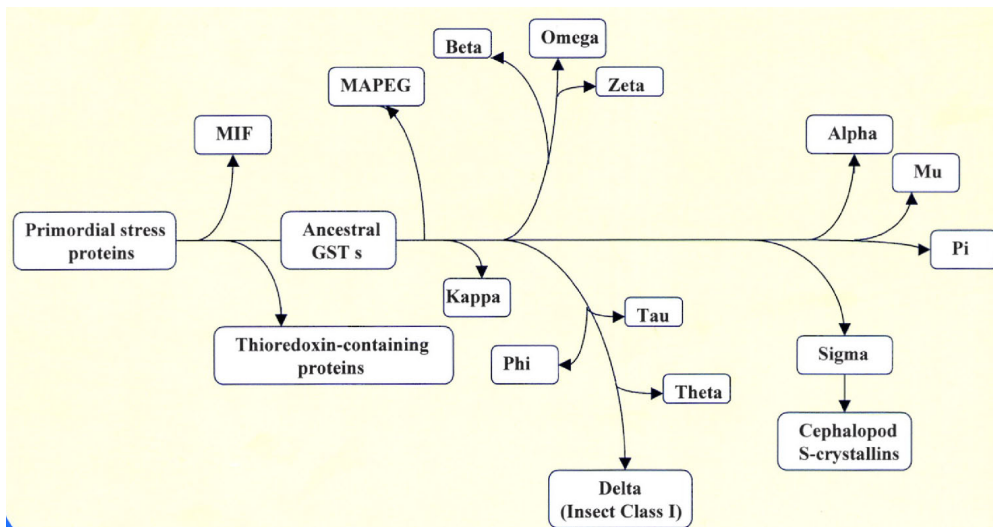 Beta
Omega
Zeta
MAPEG
MIF
Alpha
Mu
Primordial stress
proteins
Ancestral
GST s
Pi
Kappa
Tau
Thioredoxin-containing
proteins
Phi
Sigma
Theta
Cephalopod
S-crystallins
Delta
(Insect Class I)